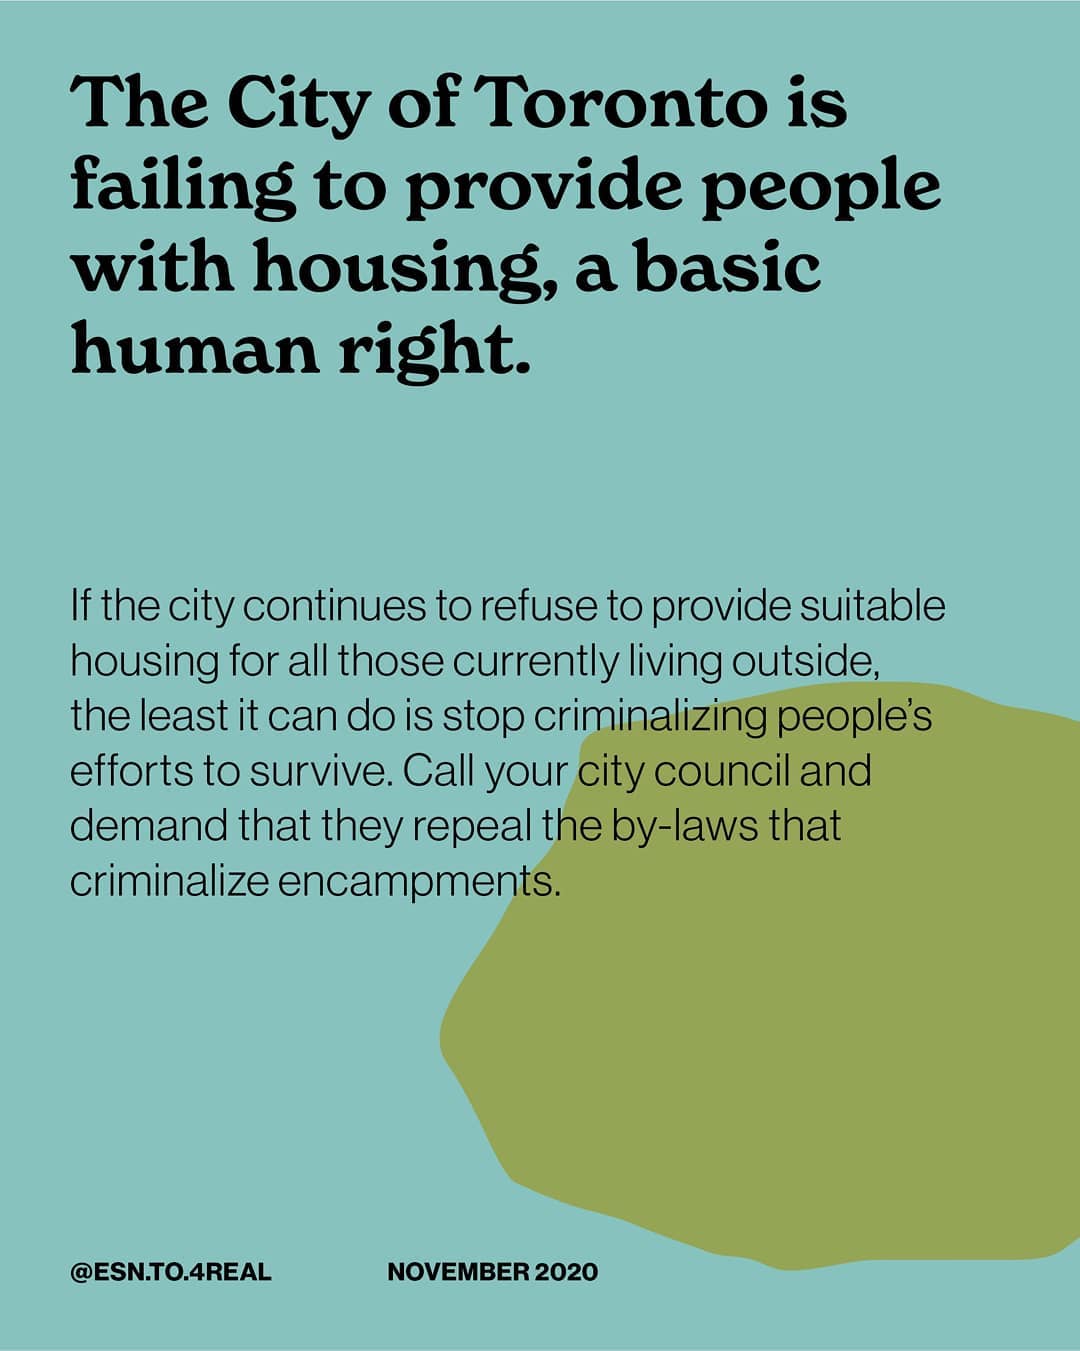 The City of Toronto is
failing to provide people
with housing, a basic
human right.
If the city continues to refuse to provide suitable
housing for all those currently living outside,
the least it can do is stop criminalizing people’s
efforts to survive. Call your city council and
demand that they repeal the by-laws that
criminalize encampments.
@ESN.TO.4REAL
NOVEMBER 2020